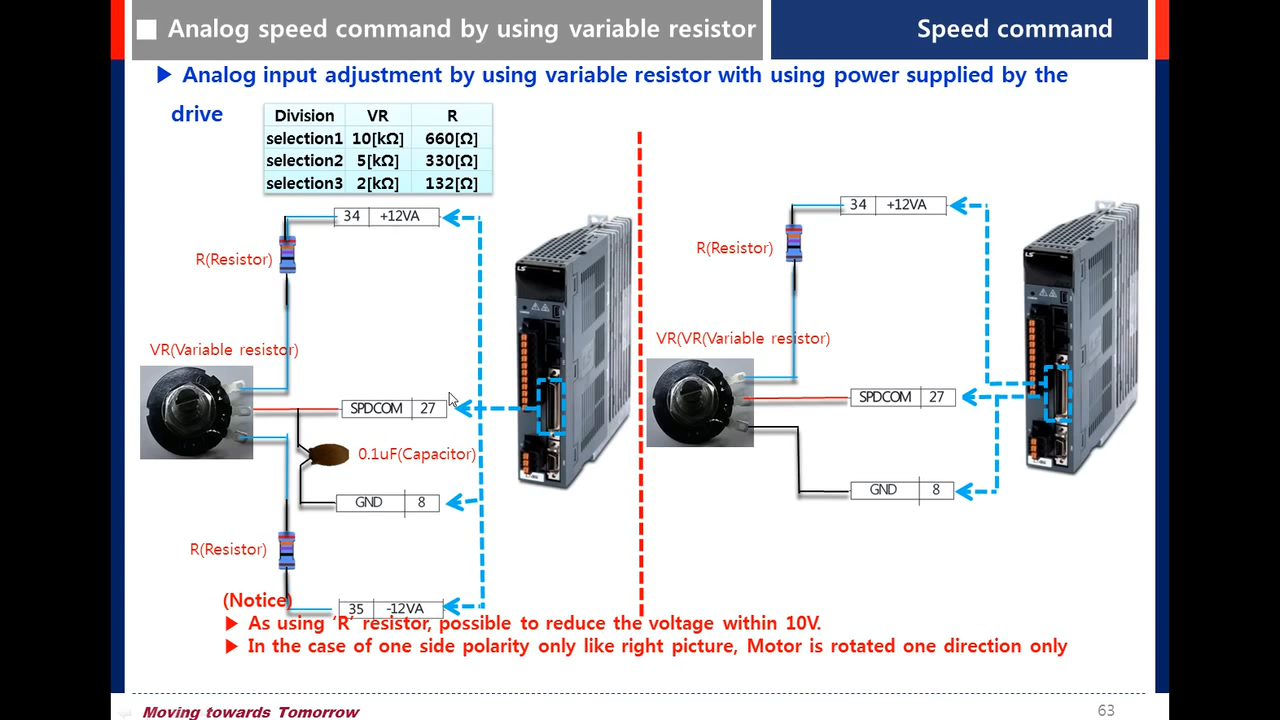 Analog speed command by using variable resistor
Speed command
▶ Analog input adjustment by using variable resistor with using power supplied by the
drive
Division VR R
selection1 10[kΩ] 660[Ω]
selection2 5[kΩ] 330[Ω]
selection3 2[kΩ] 132[Ω]
34 +12VA
R(Resistor)
VR(Variable resistor)
SPDCOM 27
0.1uF(Capacitor)
GND 8
R(Resistor)
35 -12VA
LS
34 +12VA
R(Resistor)
VR(VR(Variable resistor)
SPDCOM 27
GND 8
LS
(Notice)
▶ As using ‘R’ resistor, possible to reduce the voltage within 10V.
▶ In the case of one side polarity only like right picture, Motor is rotated one direction only
Moving towards Tomorrow
63